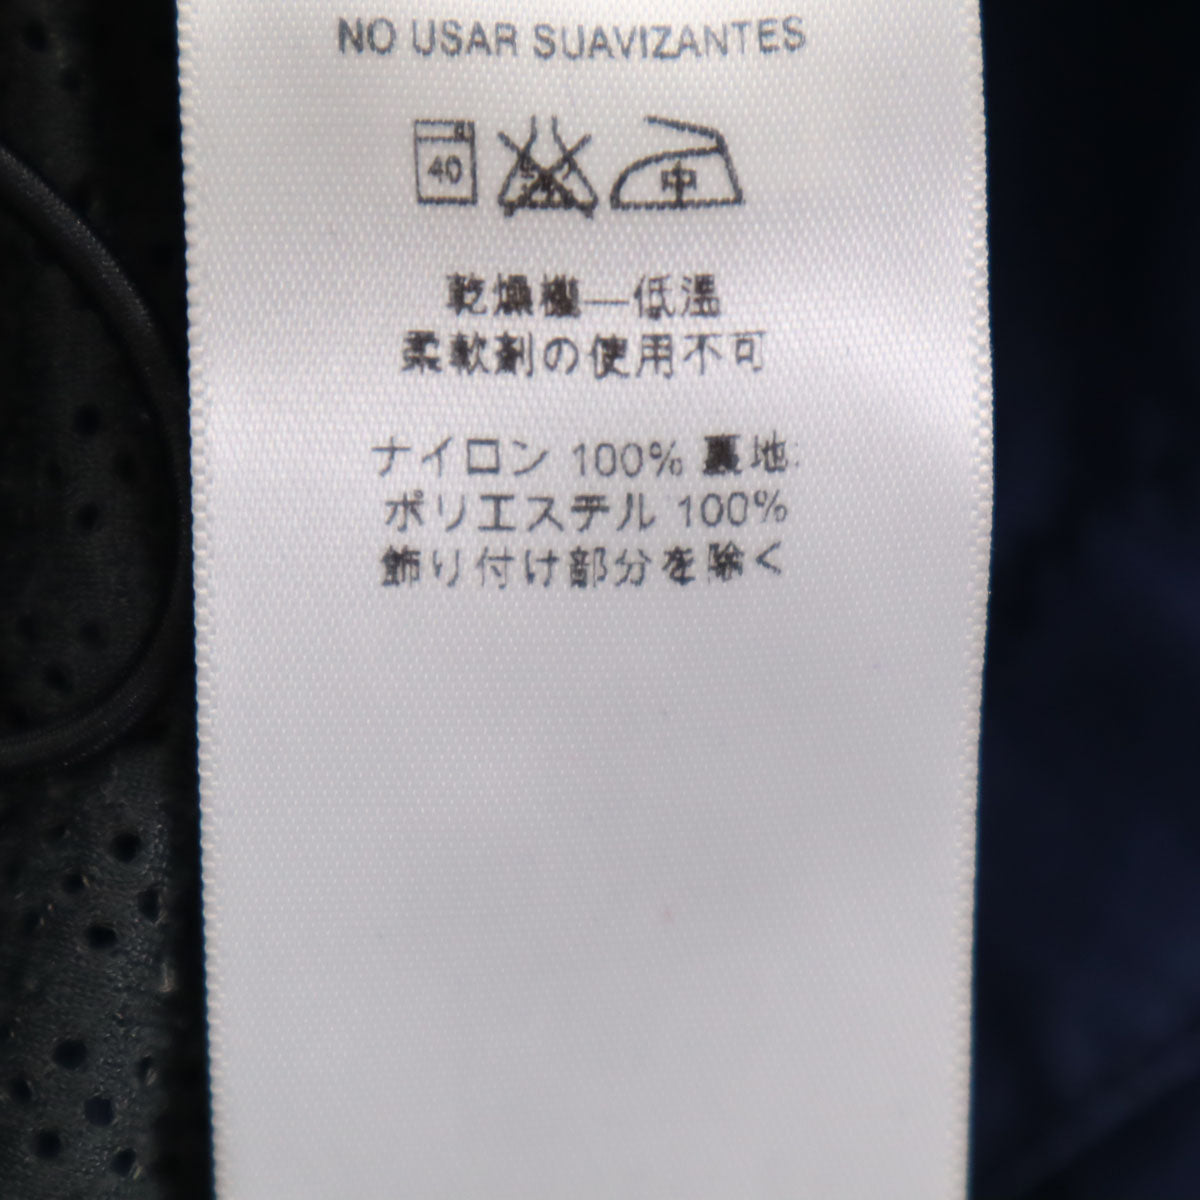 NO USAR SUAVIZANTES
40 中
乾燥機—低温
柔軟剤の使用不可
ナイロン 100% 裏地:
ポリエステル 100%
飾り付け部分を除く